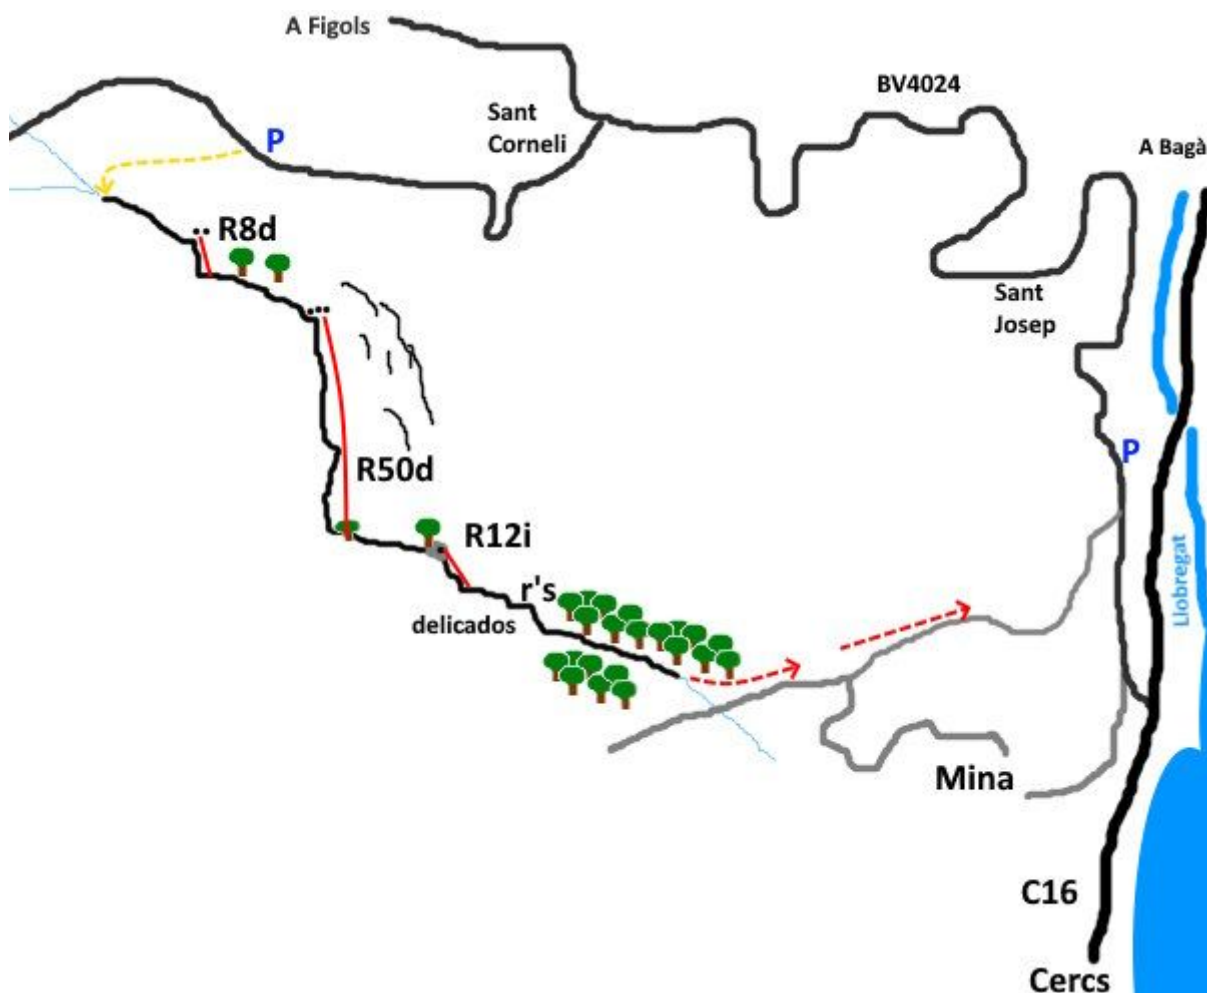 A Figols
BV4024
Sant
Corneli
P
A Bagà
R8d
Sant
Josep
P
R50d
R12i
r's
delicados
Llobregat
Mina
C16
Cercs